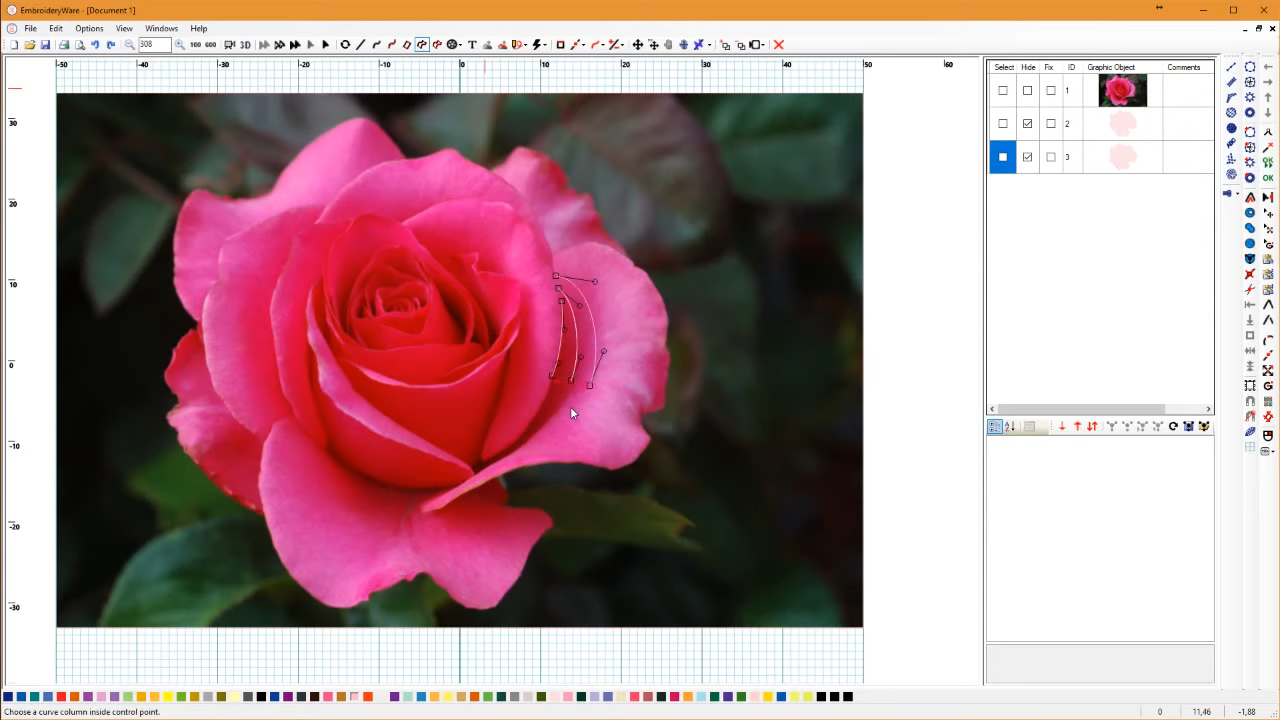 EmbroideryWare - [Document 1]
File Edit Options View Windows Help
308 100 600 3D T
-50 -40 -30 -20 -10 0 10 20 30 40 50 60
30
20
10
0
-10
-20
-30
Select Hide Fix ID Graphic Object Comments
1
2
3
OK
OK
Choose a curve column inside control point.
0 11,46 -1,88